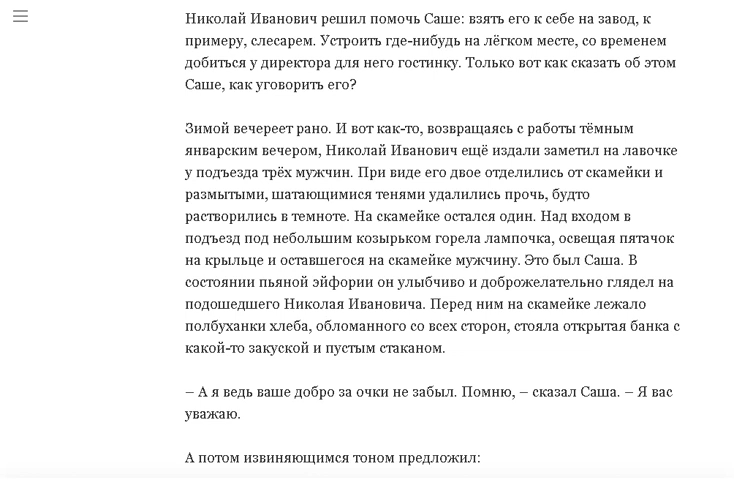 Николай Иванович решил помочь Саше: взять его к себе на завод, к
примеру, слесарем. Устроить где-нибудь на лёгком месте, со временем
добиться у директора для него гостинку. Только вот как сказать об этом
Саше, как уговорить его?
Зимой вечереет рано. И вот как-то, возвращаясь с работы тёмным
январским вечером, Николай Иванович ещё издали заметил на лавочке
у подъезда трёх мужчин. При виде его двое отделились от скамейки и
размытыми, шатающимися тенями удалились прочь, будто
растворились в темноте. На скамейке остался один. Над входом в
подъезд под небольшим козырьком горела лампочка, освещая пятачок
на крыльце и оставшегося на скамейке мужчину. Это был Саша. В
состоянии пьяной эйфории он улыбчиво и доброжелательно глядел на
подошедшего Николая Ивановича. Перед ним на скамейке лежало
полбуханки хлеба, обломанного со всех сторон, стояла открытая банка с
какой-то закуской и пустым стаканом.
– А я ведь ваше добро за очки не забыл. Помню, – сказал Саша. – Я вас
уважаю.
А потом извиняющимся тоном предложил: